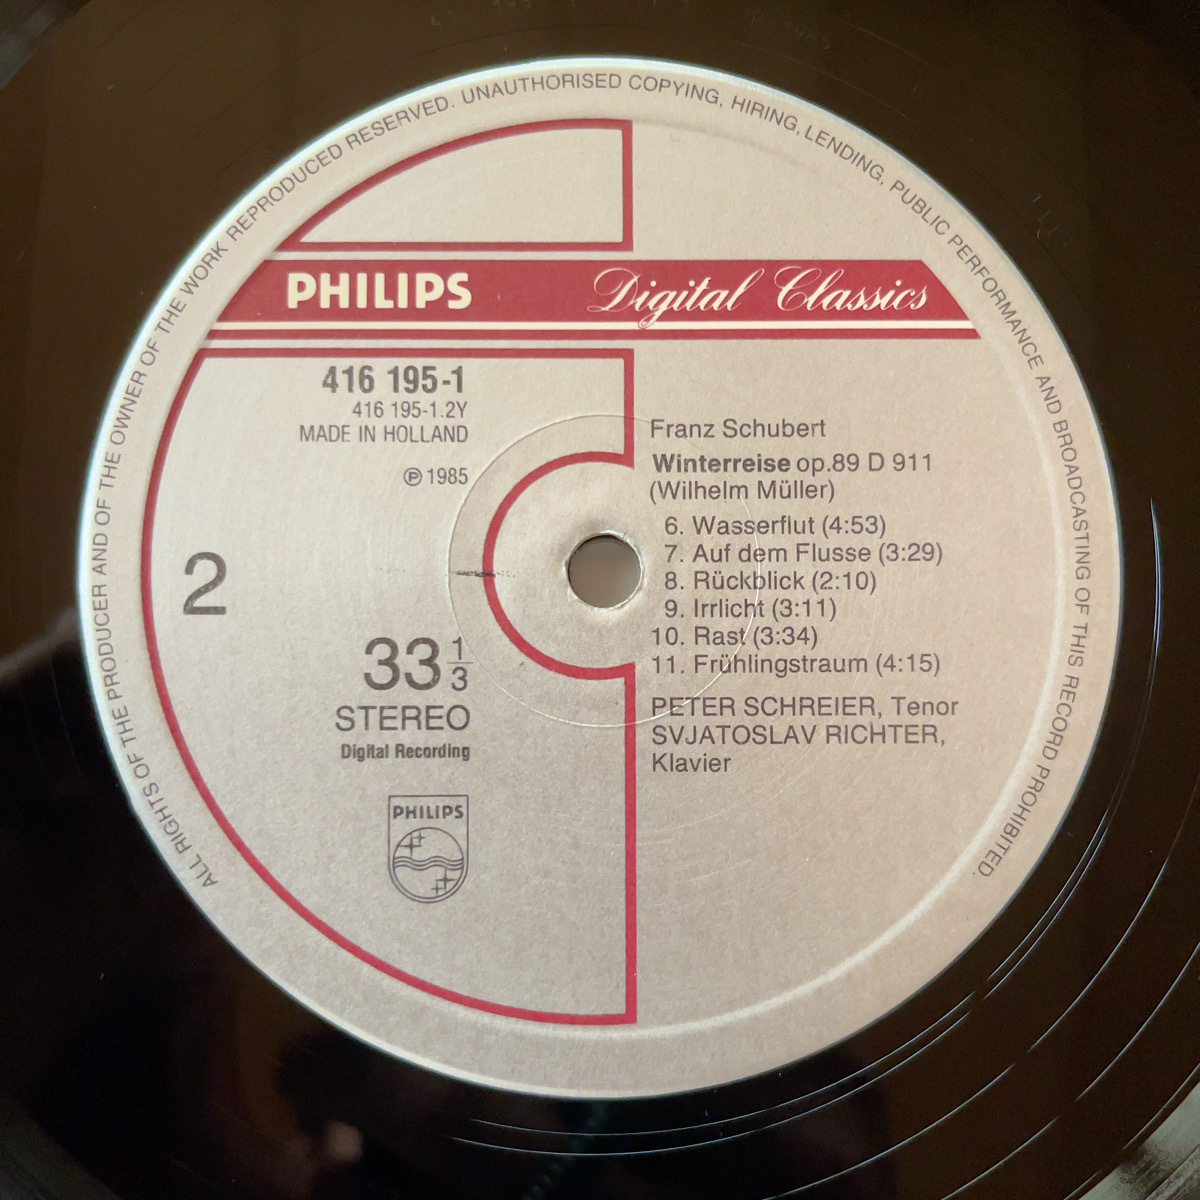 ALL RIGHTS OF THE PRODUCER AND OF THE OWNER OF THE WORK REPRODUCED RESERVED. UNAUTHORISED COPYING, HIRING, LENDING, PUBLIC PERFORMANCE AND BROADCASTING OF THIS RECORD PROHIBITED.
PHILIPS Digital Classics
416 195-1
416 195-1.2Y
MADE IN HOLLAND
℗ 1985
2
33 1/3
STEREO
Digital Recording
PHILIPS
Franz Schubert
Winterreise op.89 D 911
(Wilhelm Müller)
6. Wasserflut (4:53)
7. Auf dem Flusse (3:29)
8. Rückblick (2:10)
9. Irrlicht (3:11)
10. Rast (3:34)
11. Frühlingstraum (4:15)
PETER SCHREIER, Tenor
SVJATOSLAV RICHTER,
Klavier